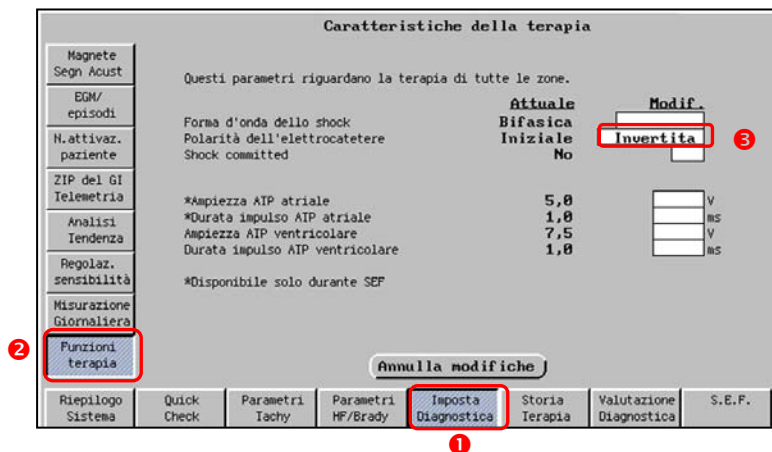 Caratteristiche della terapia
Magnete
Segn Acust
EGM/
episodi
N.attivaz.
paziente
ZIP del GI
Telemetria
Analisi
Tendenza
Regolaz.
sensibilità
Misurazione
Giornaliera
Funzioni
terapia
2
Questi parametri riguardano la terapia di tutte le zone.
Attuale Modif.
Forma d'onda dello shock Bifasica
Polarità dell'elettrocatetere Iniziale Invertita 3
Shock committed No
*Ampiezza ATP atriale 5,0 V
*Durata impulso ATP atriale 1,0 ms
Ampiezza ATP ventricolare 7,5 V
Durata impulso ATP ventricolare 1,0 ms
*Disponibile solo durante SEF
Annulla modifiche
Riepilogo
Sistema
Quick
Check
Parametri
Tachy
Parametri
HF/Brady
Imposta
Diagnostica
Storia
Terapia
Valutazione
Diagnostica
S.E.F.
1